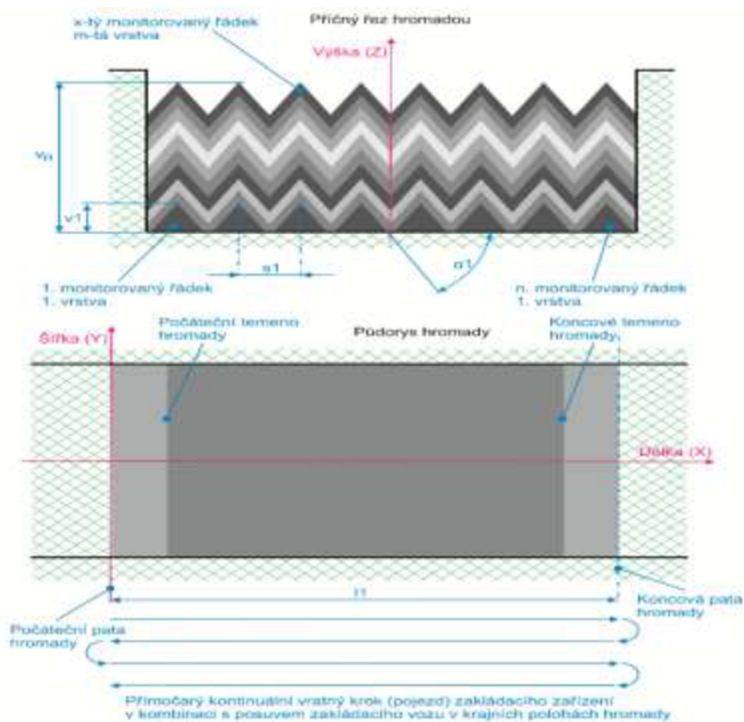 x-tý monitorovaný řádek
m-tá vrstva
Příčný řez hromadou
Výška (Z)
vn
v1
s1
α1
1. monitorovaný řádek
1. vrstva
n. monitorovaný řádek
1. vrstva
Šířka (Y)
Počáteční temeno
hromady
Půdorys hromady
Koncové temeno
hromady
Délka (X)
l1
Počáteční pata
hromady
Koncová pata
hromady
Přímočarý kontinuální vratný krok (pojezd) zakládacího zařízení
v kombinaci s posuvem zakládacího vozu v krajních polohách hromady